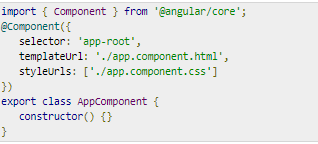 import { Component } from '@angular/core';
@Component({
    selector: 'app-root',
    templateUrl: './app.component.html',
    styleUrls: ['./app.component.css']
})
export class AppComponent {
    constructor() {}
}